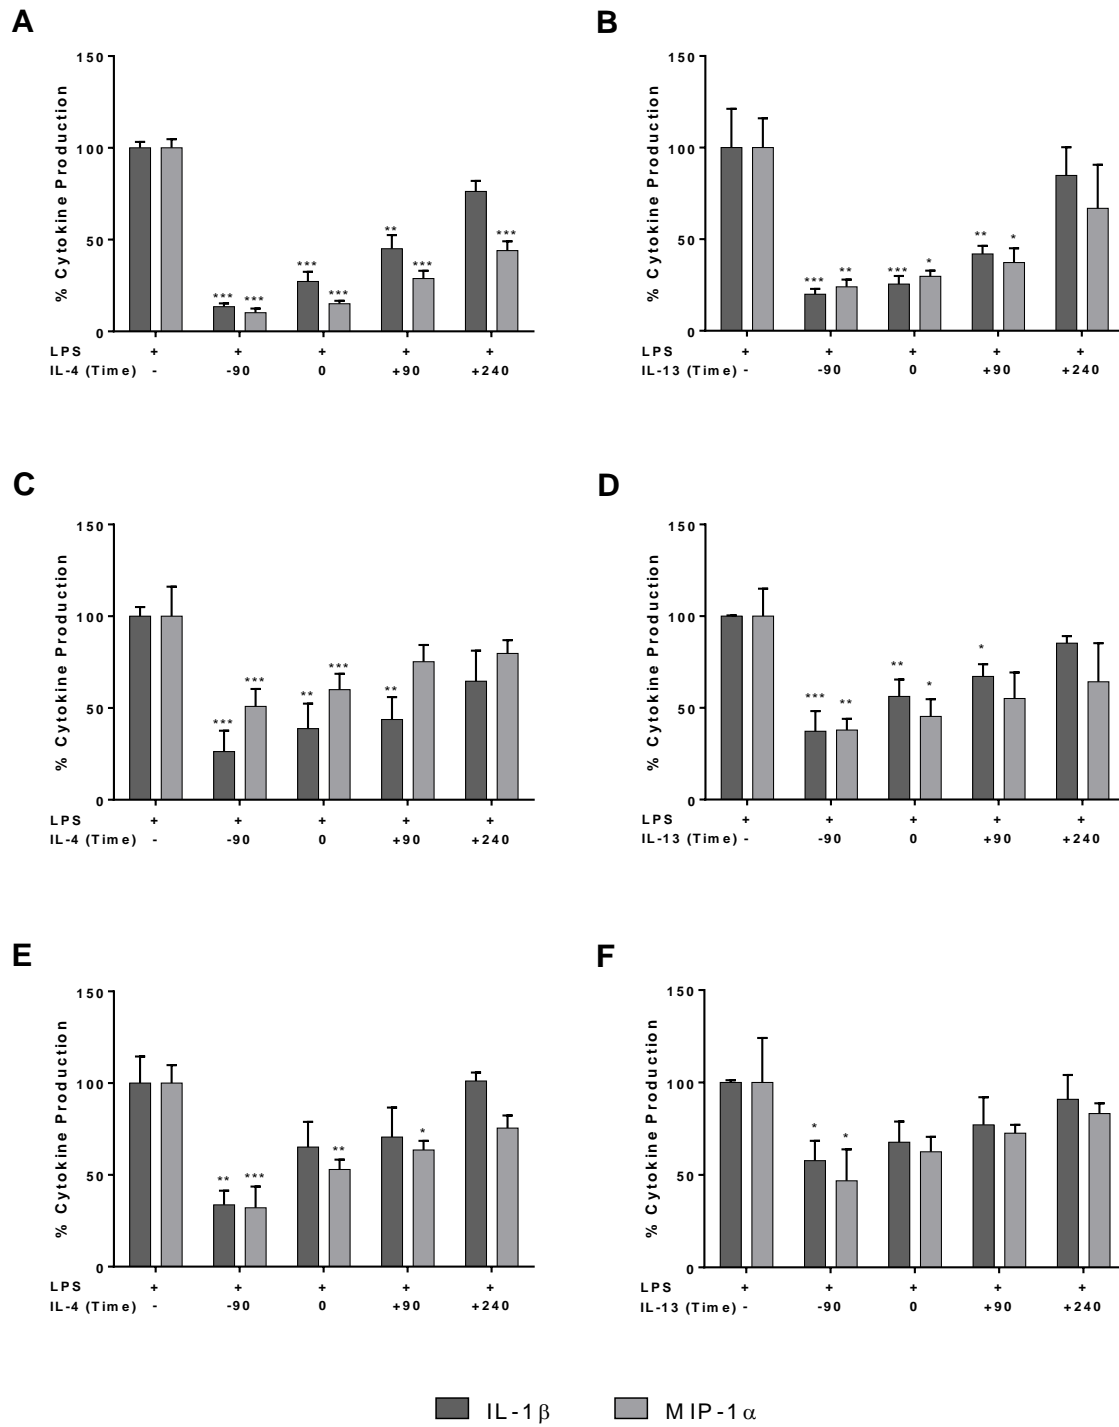 A
% Cytokine Production
150
100
50
0
*** *** *** *** ** *** ***
LPS + + + + +
IL-4 (Time) - -90 0 +90 +240
B
% Cytokine Production
150
100
50
0
*** ** *** * ** *
LPS + + + + +
IL-13 (Time) - -90 0 +90 +240
C
% Cytokine Production
150
100
50
0
*** *** ** *** **
LPS + + + + +
IL-4 (Time) - -90 0 +90 +240
D
% Cytokine Production
150
100
50
0
*** ** ** * *
LPS + + + + +
IL-13 (Time) - -90 0 +90 +240
E
% Cytokine Production
150
100
50
0
** *** ** *
LPS + + + + +
IL-4 (Time) - -90 0 +90 +240
F
% Cytokine Production
150
100
50
0
* *
LPS + + + + +
IL-13 (Time) - -90 0 +90 +240
IL-1β MIP-1α